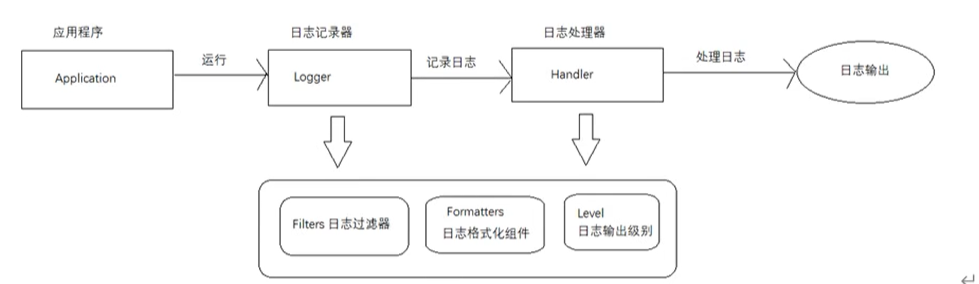 应用程序
日志记录器
日志处理器
Application
运行
Logger
记录日志
Handler
处理日志
日志输出
Filters 日志过滤器
Formatters
日志格式化组件
Level
日志输出级别